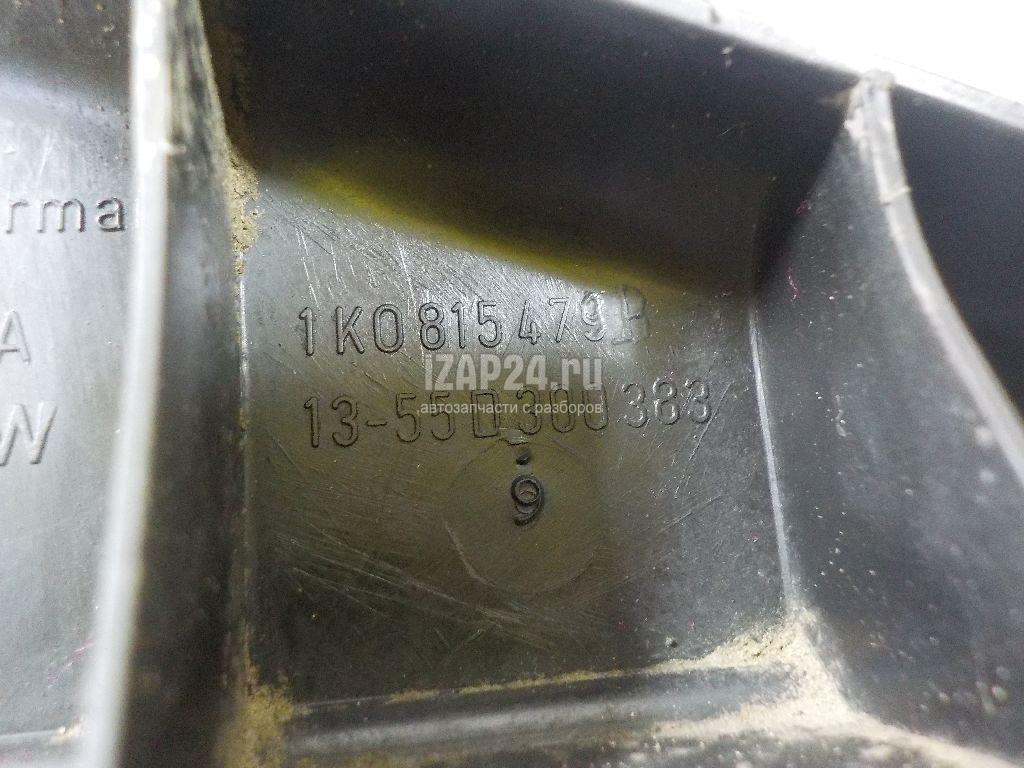 rma
A
W
1K0815479B
iZAP24.ru
автозапчасти с разборов
13-55D300383
9